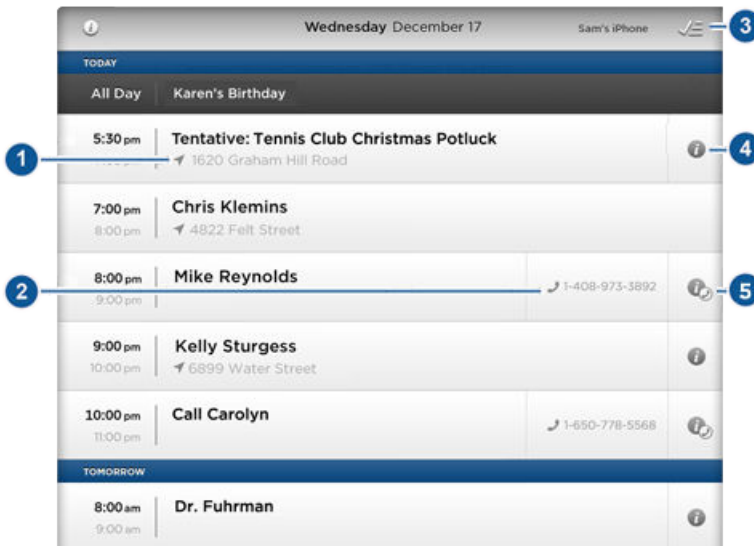 Wednesday December 17
Sam's iPhone
3
TODAY
All Day Karen's Birthday
5:30 pm Tentative: Tennis Club Christmas Potluck
1 1620 Graham Hill Road
4
7:00 pm Chris Klemins
8:00 pm 4822 Felt Street
8:00 pm Mike Reynolds
2 9:00 pm 1-408-973-3892 5
9:00 pm Kelly Sturgess
10:00 pm 6899 Water Street
10:00 pm Call Carolyn
11:00 pm 1-650-778-5568
TOMORROW
8:00 am Dr. Fuhrman
9:00 am